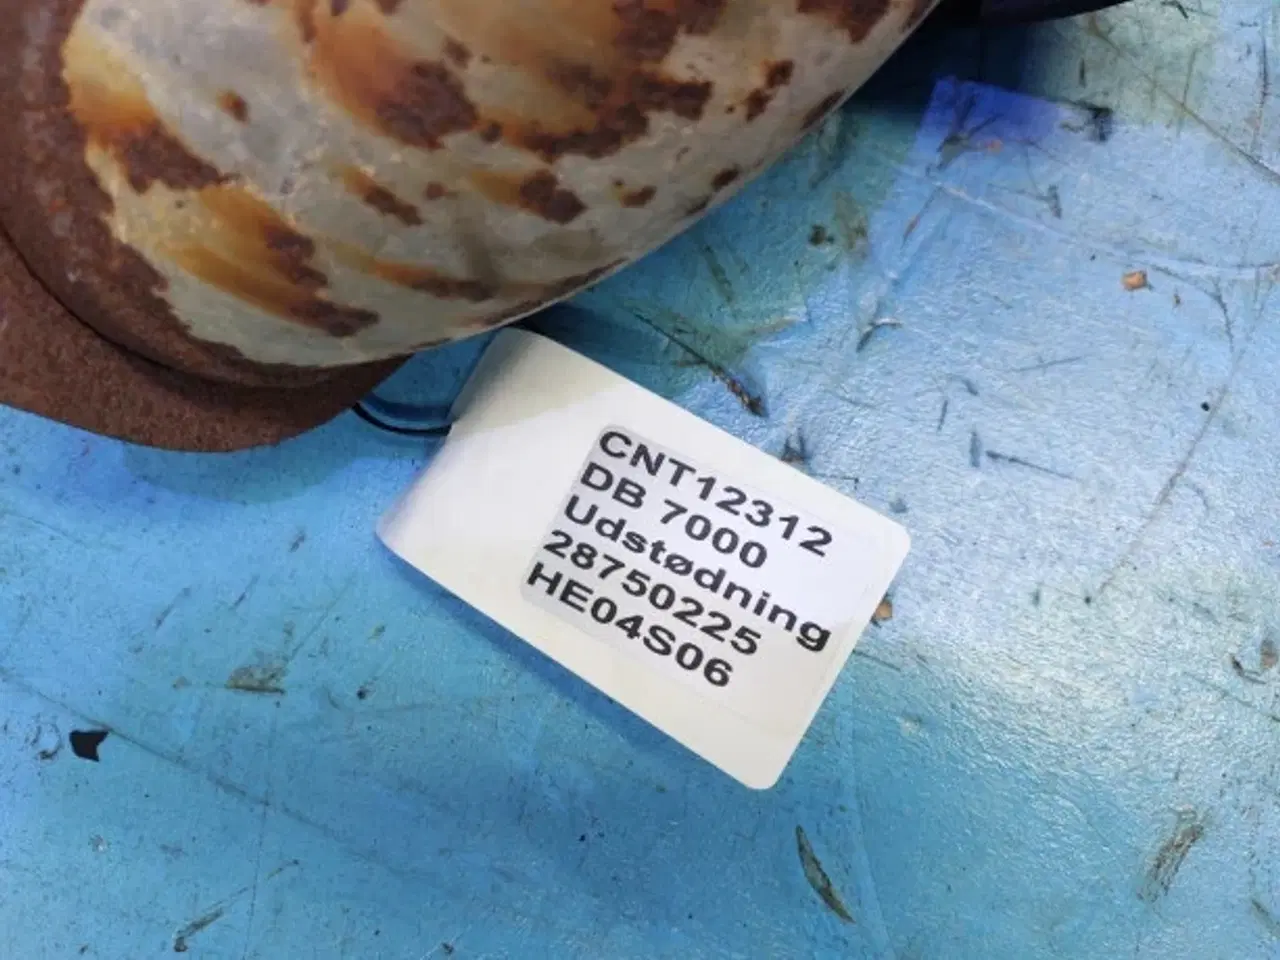 CNT12312
DB 7000
Udstødning
28750225
HE04S06